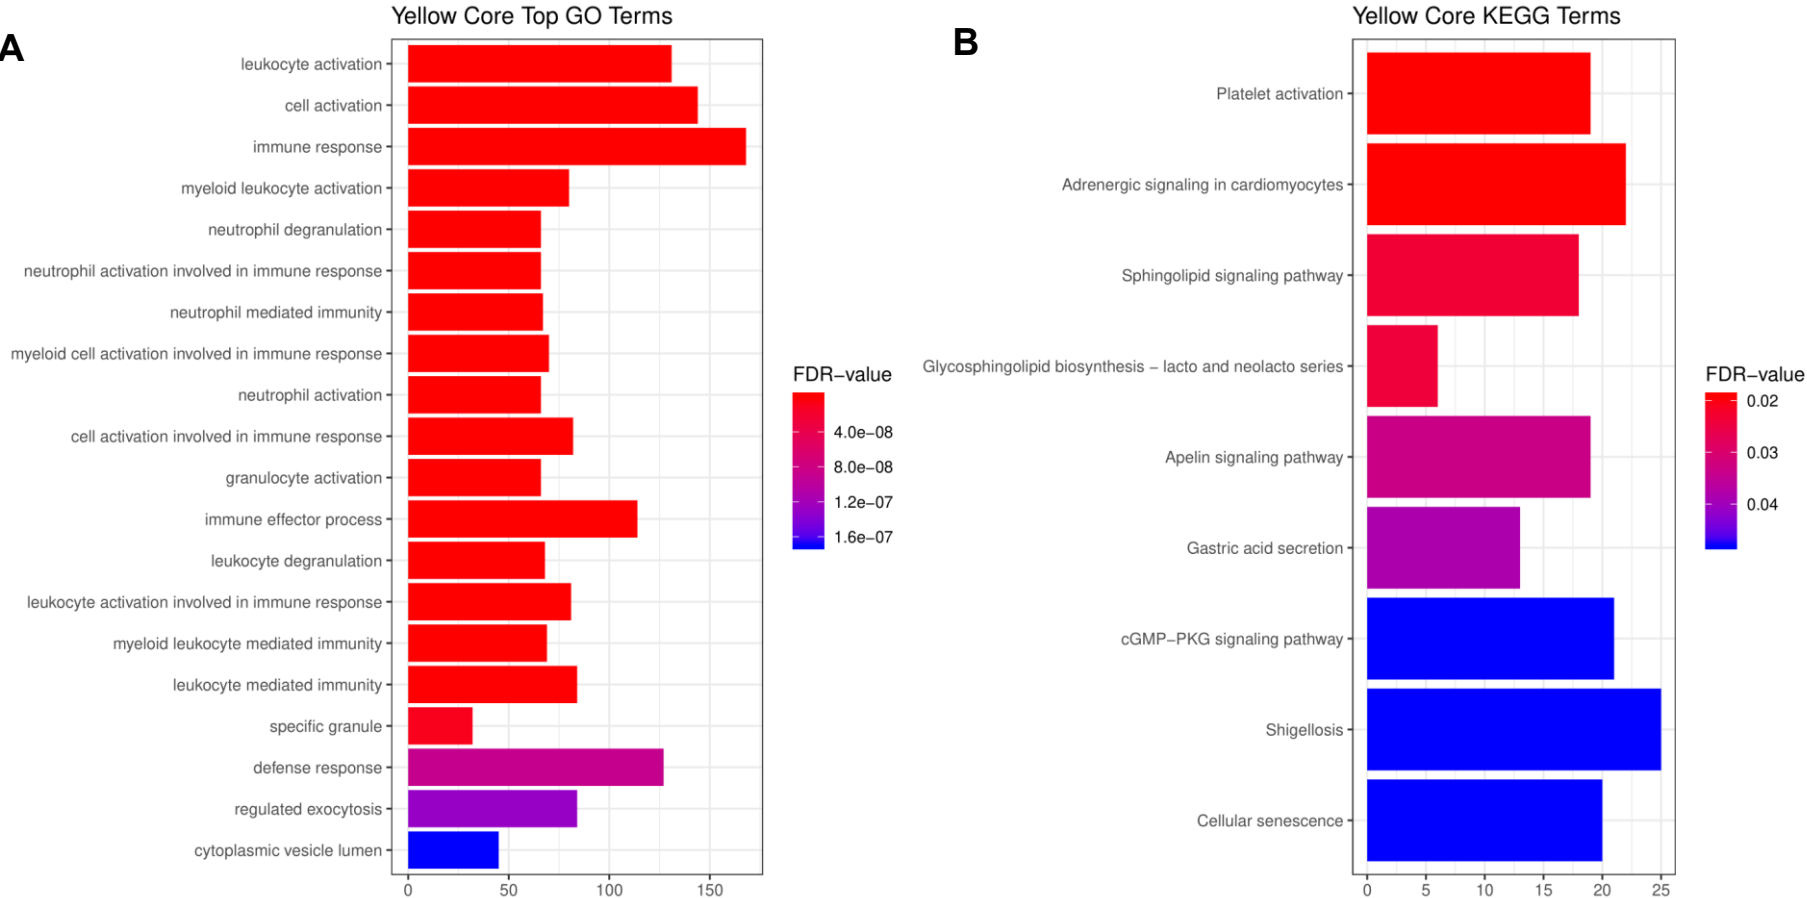 A
Yellow Core Top GO Terms
leukocyte activation
cell activation
immune response
myeloid leukocyte activation
neutrophil degranulation
neutrophil activation involved in immune response
neutrophil mediated immunity
myeloid cell activation involved in immune response
neutrophil activation
cell activation involved in immune response
granulocyte activation
immune effector process
leukocyte degranulation
leukocyte activation involved in immune response
myeloid leukocyte mediated immunity
leukocyte mediated immunity
specific granule
defense response
regulated exocytosis
cytoplasmic vesicle lumen
0 50 100 150
FDR−value
4.0e−08
8.0e−08
1.2e−07
1.6e−07
B
Yellow Core KEGG Terms
Platelet activation
Adrenergic signaling in cardiomyocytes
Sphingolipid signaling pathway
Glycosphingolipid biosynthesis − lacto and neolacto series
Apelin signaling pathway
Gastric acid secretion
cGMP−PKG signaling pathway
Shigellosis
Cellular senescence
0 5 10 15 20 25
FDR−value
0.02
0.03
0.04